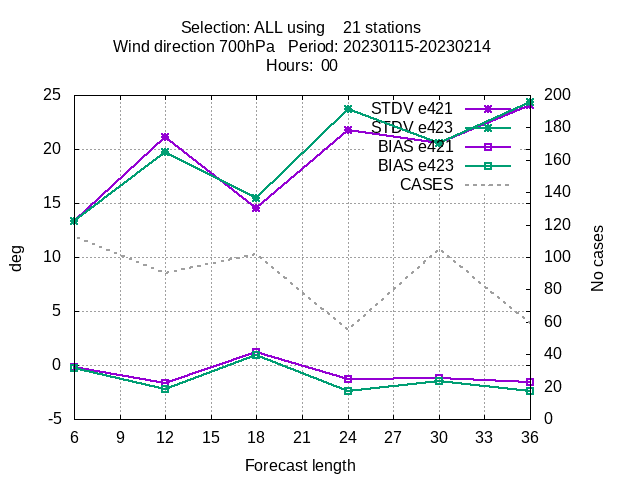 Selection: ALL using    21 stations
Wind direction 700hPa   Period: 20230115-20230214
Hours:  00
25
20
15
10
5
0
-5
deg
STDV e421
STDV e423
BIAS e421
BIAS e423
CASES
200
180
160
140
120
100
80
60
40
20
0
No cases
6 9 12 15 18 21 24 27 30 33 36
Forecast length